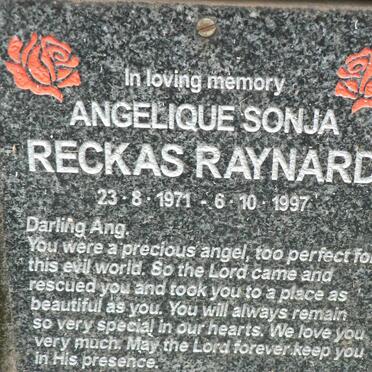 In loving memory
ANGELIQUE SONJA
RECKAS RAYNARD
23 · 8 · 1971 - 6 · 10 · 1997
Darling Ang.
You were a precious angel, too perfect for
this evil world. So the Lord came and
rescued you and took you to a place as
beautiful as you. You will always remain
so very special in our hearts. We love you
very much. May the Lord forever keep you
in His presence.